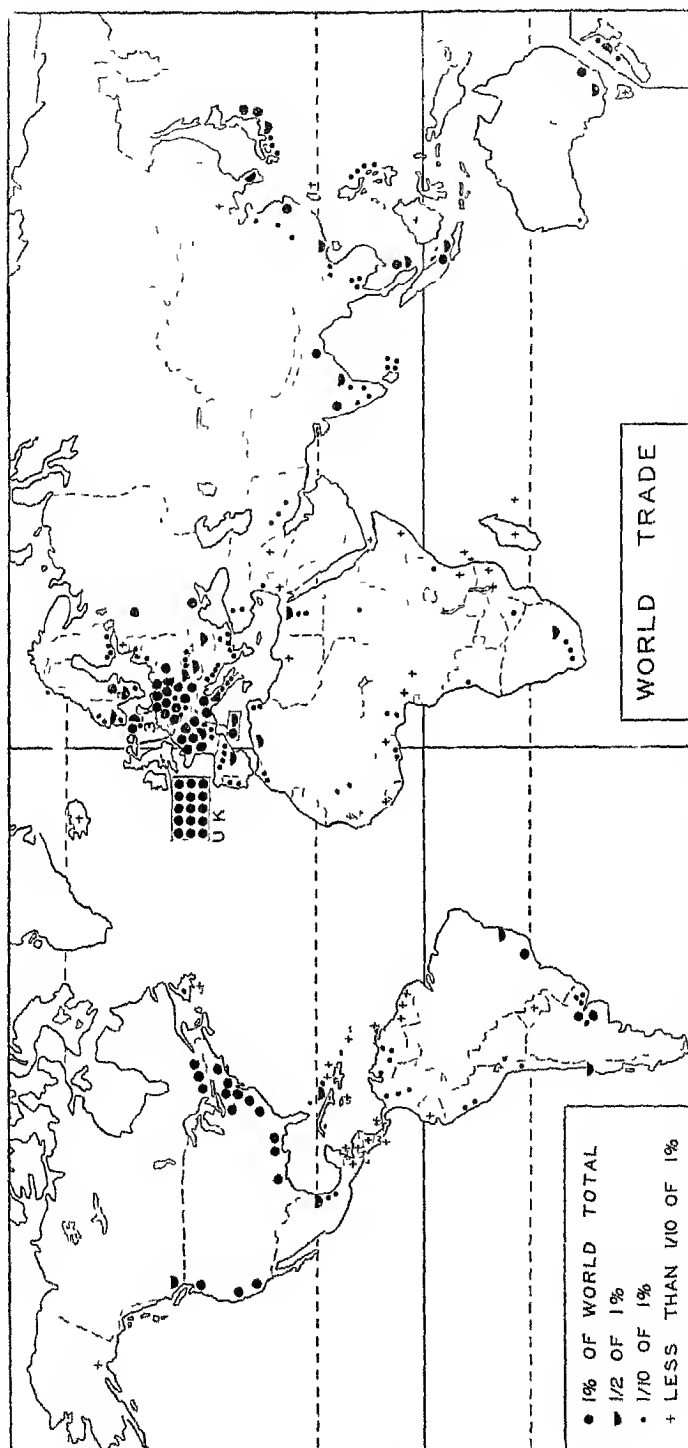 UK
WORLD TRADE
● 1% OF WORLD TOTAL
◗ 1/2 OF 1%
• 1/10 OF 1%
+ LESS THAN 1/10 OF 1%